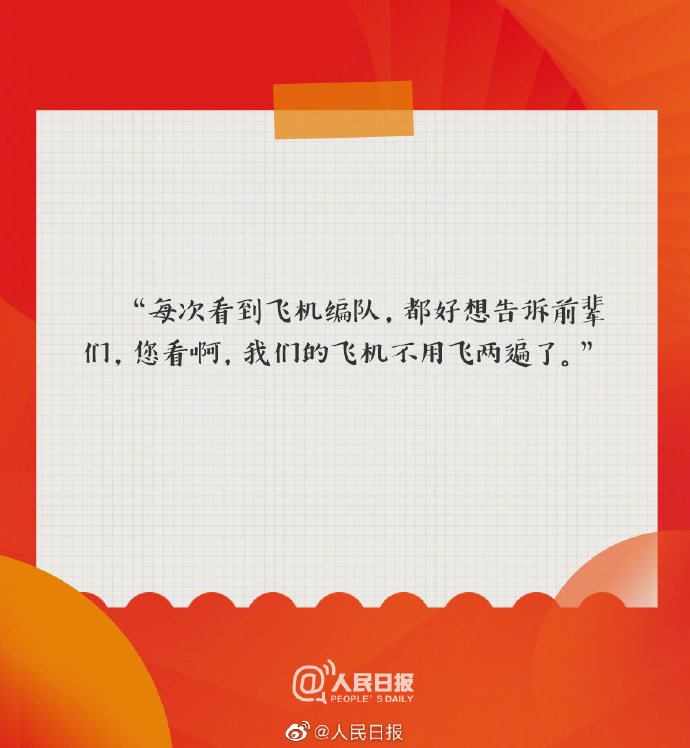 “每次看到飞机编队,都好想告诉前辈
们,您看啊,我们的飞机不用飞两遍了。”
@人民日报
PEOPLE'S DAILY
@人民日报